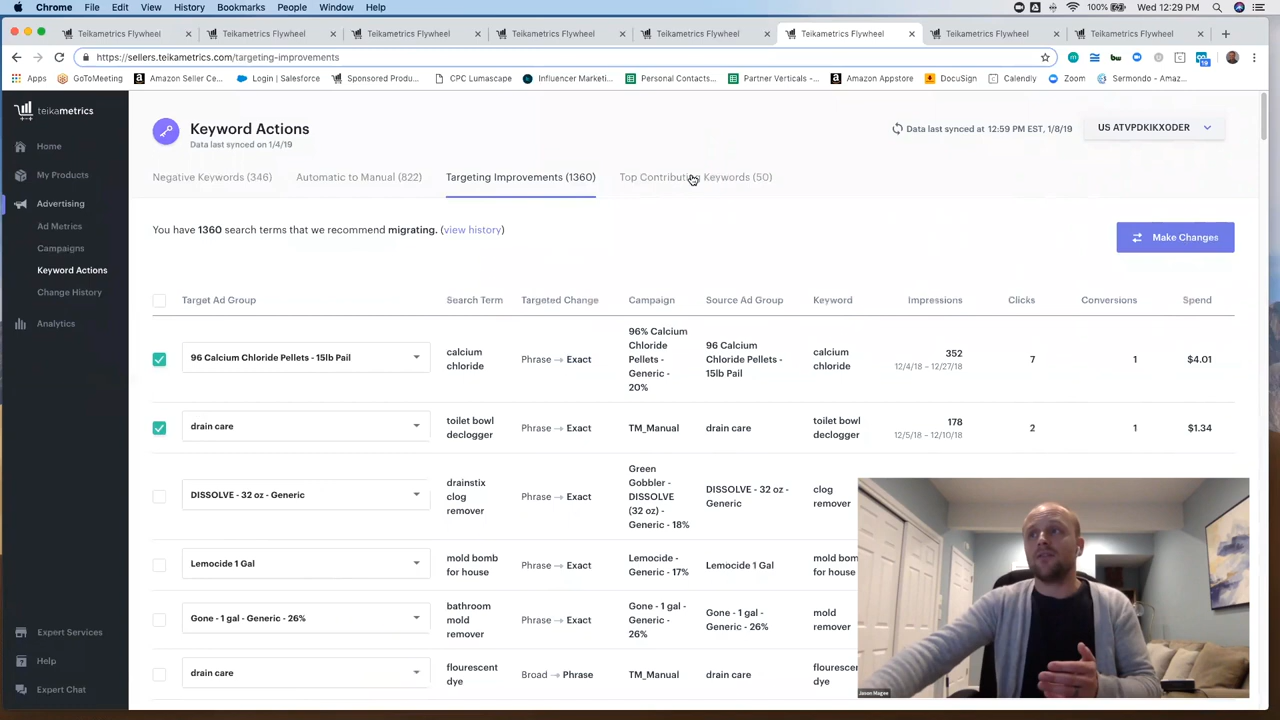 Chrome File Edit View History Bookmarks People Window Help
100% Wed 12:29 PM
Teikametrics Flywheel
Teikametrics Flywheel
Teikametrics Flywheel
Teikametrics Flywheel
Teikametrics Flywheel
Teikametrics Flywheel
Teikametrics Flywheel
Teikametrics Flywheel
https://sellers.teikametrics.com/targeting-improvements
Apps GoToMeeting Amazon Seller Ce... Login | Salesforce Sponsored Produ... CPC Lumascape Influencer Marketi... Personal Contacts... Partner Verticals -... Amazon Appstore DocuSign Calendly Zoom Sermondo - Amaz...
teikametrics
Home
My Products
Advertising
Ad Metrics
Campaigns
Keyword Actions
Change History
Analytics
Expert Services
Help
Expert Chat
Keyword Actions
Data last synced on 1/4/19
Data last synced at 12:59 PM EST, 1/8/19
US ATVPDKIKX0DER
Negative Keywords (346) Automatic to Manual (822) Targeting Improvements (1360) Top Contributing Keywords (50)
You have 1360 search terms that we recommend migrating. (view history)
Make Changes
Target Ad Group Search Term Targeted Change Campaign Source Ad Group Keyword Impressions Clicks Conversions Spend
96 Calcium Chloride Pellets - 15lb Pail
calcium
chloride
Phrase → Exact
96% Calcium
Chloride
Pellets -
Generic -
20%
96 Calcium
Chloride Pellets -
15lb Pail
calcium
chloride
352
12/4/18 – 12/27/18
7
1
$4.01
drain care
toilet bowl
declogger
Phrase → Exact
TM_Manual
drain care
toilet bowl
declogger
178
12/5/18 – 12/10/18
2
1
$1.34
DISSOLVE - 32 oz - Generic
drainstix
clog
remover
Phrase → Exact
Green
Gobbler -
DISSOLVE
(32 oz) -
Generic - 18%
DISSOLVE - 32 oz -
Generic
clog
remover
Lemocide 1 Gal
mold bomb
for house
Phrase → Exact
Lemocide -
Generic - 17%
Lemocide 1 Gal
mold bom
for house
Gone - 1 gal - Generic - 26%
bathroom
mold
remover
Phrase → Exact
Gone - 1 gal -
Generic -
26%
Gone - 1 gal -
Generic - 26%
mold
remover
drain care
flourescent
dye
Broad → Phrase
TM_Manual
drain care
flourescen
dye
Jason Magee